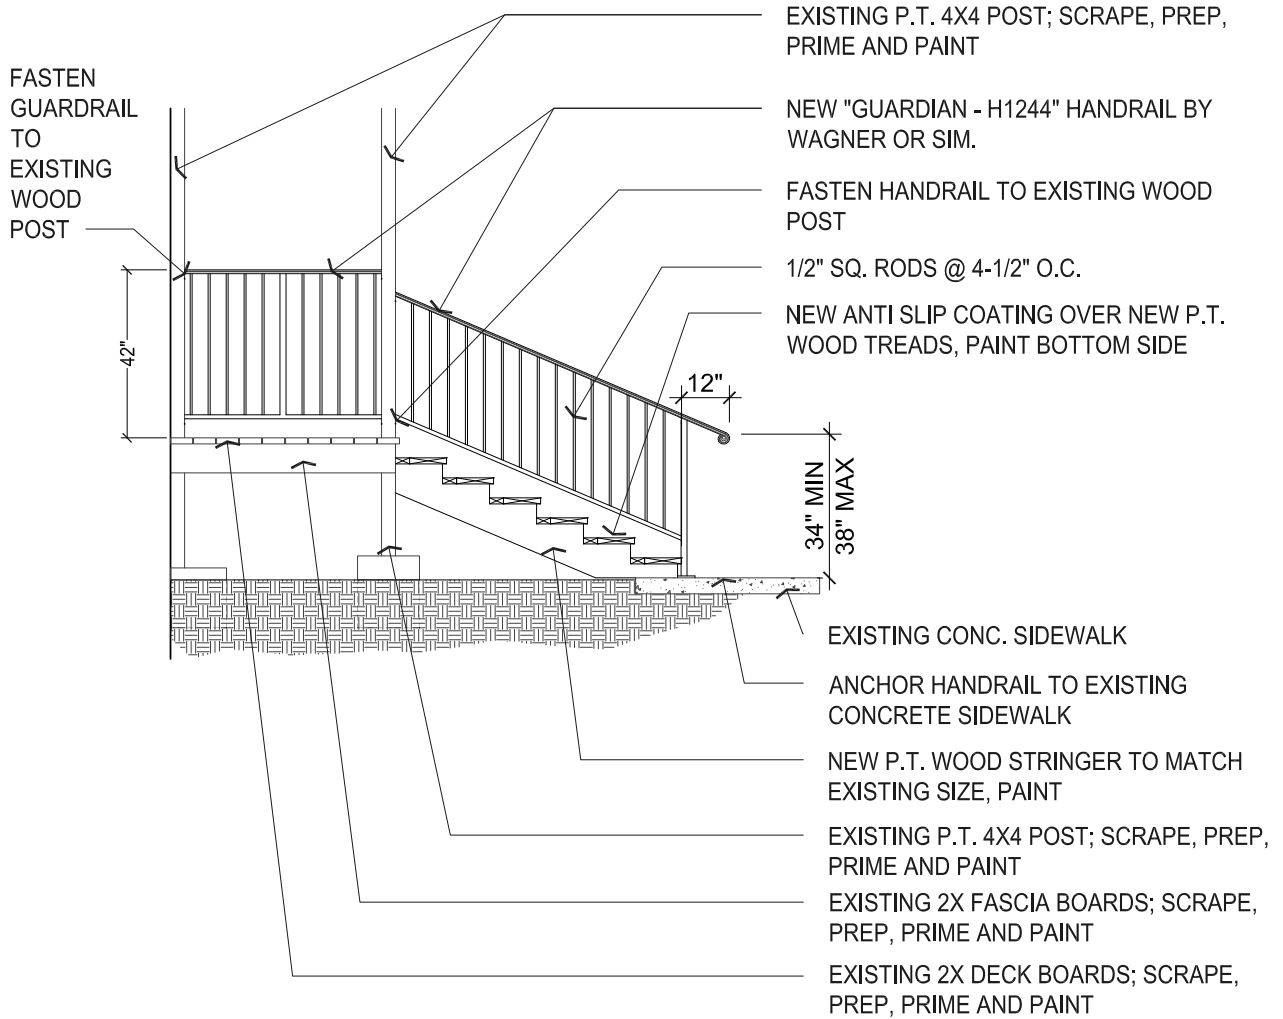 EXISTING P.T. 4X4 POST; SCRAPE, PREP,
PRIME AND PAINT
FASTEN
GUARDRAIL
TO
EXISTING
WOOD
POST
NEW "GUARDIAN - H1244" HANDRAIL BY
WAGNER OR SIM.
FASTEN HANDRAIL TO EXISTING WOOD
POST
1/2" SQ. RODS @ 4-1/2" O.C.
NEW ANTI SLIP COATING OVER NEW P.T.
WOOD TREADS, PAINT BOTTOM SIDE
42"
12"
34" MIN
38" MAX
EXISTING CONC. SIDEWALK
ANCHOR HANDRAIL TO EXISTING
CONCRETE SIDEWALK
NEW P.T. WOOD STRINGER TO MATCH
EXISTING SIZE, PAINT
EXISTING P.T. 4X4 POST; SCRAPE, PREP,
PRIME AND PAINT
EXISTING 2X FASCIA BOARDS; SCRAPE,
PREP, PRIME AND PAINT
EXISTING 2X DECK BOARDS; SCRAPE,
PREP, PRIME AND PAINT